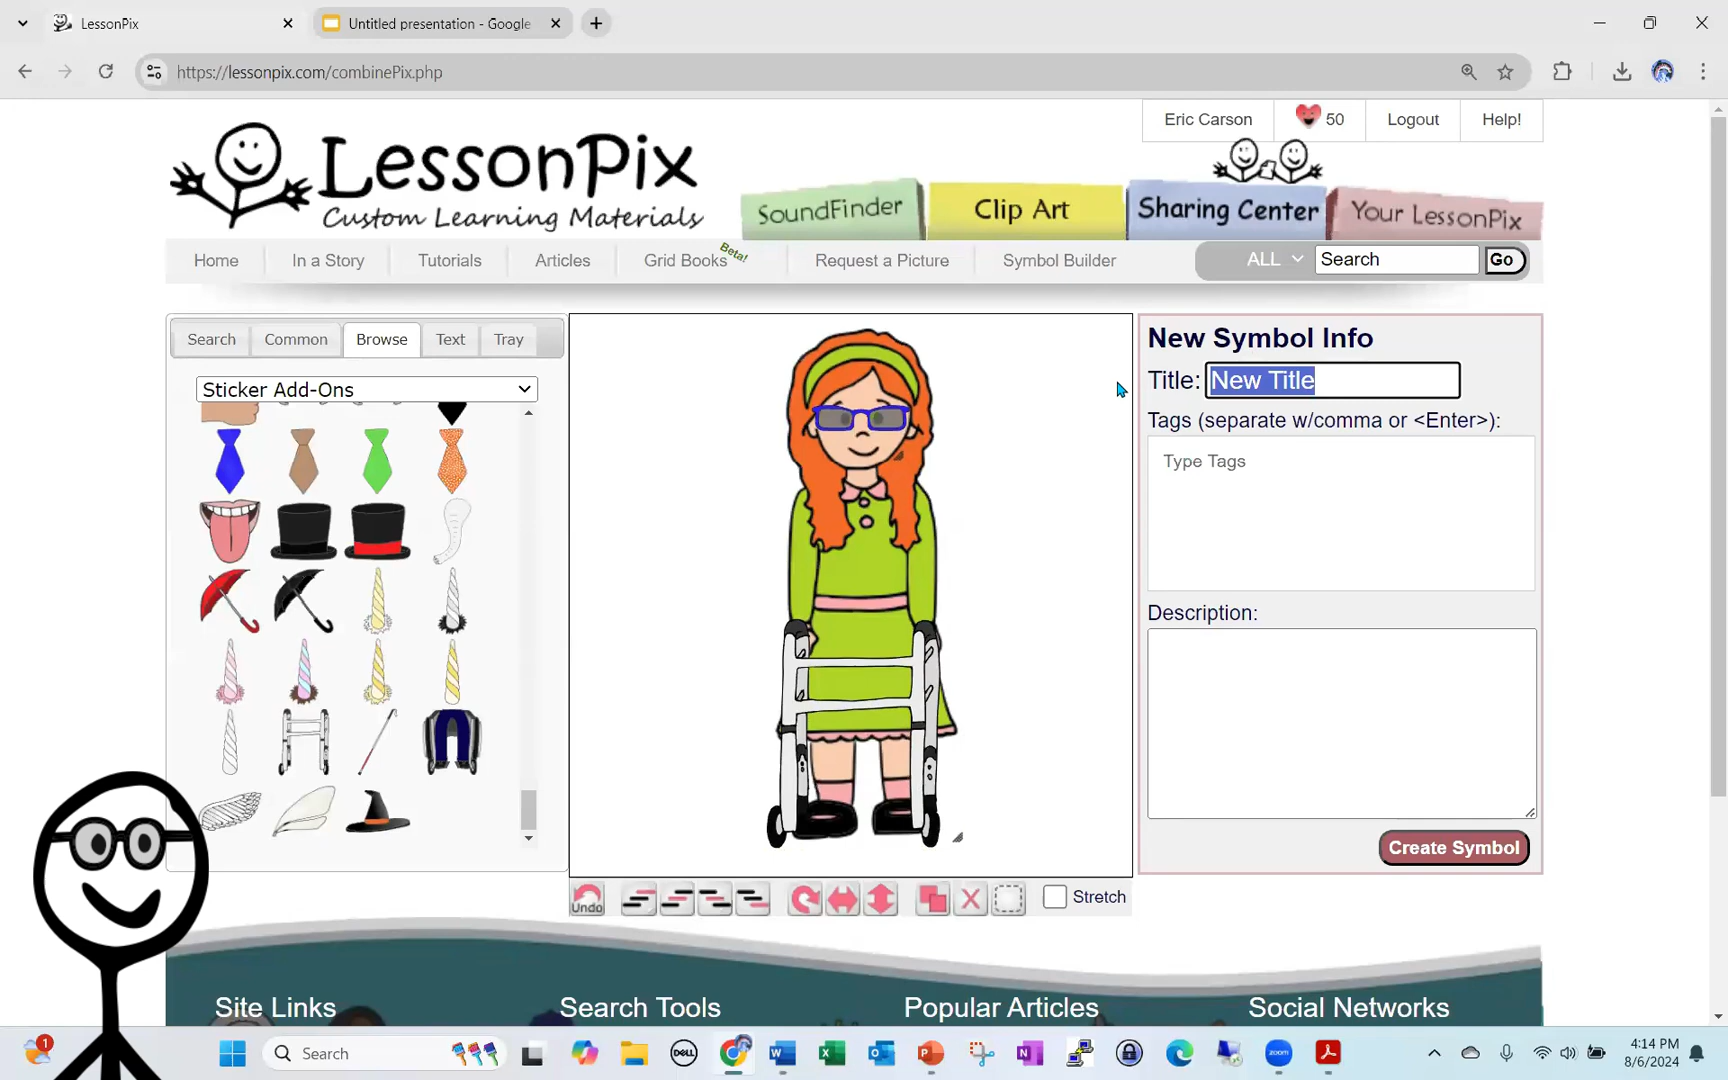 LessonPix
Untitled presentation - Google
https://lessonpix.com/combinePix.php
Eric Carson
50
Logout
Help!
LessonPix
Custom Learning Materials
SoundFinder
Clip Art
Sharing Center
Your LessonPix
Home
In a Story
Tutorials
Articles
Grid Books
Beta!
Request a Picture
Symbol Builder
ALL
Search
Go
Search
Common
Browse
Text
Tray
Sticker Add-Ons
New Symbol Info
Title: New Title
Tags (separate w/comma or <Enter>):
Type Tags
Description:
Create Symbol
Undo
Stretch
Site Links
Search Tools
Popular Articles
Social Networks
1
Search
DELL
zoom
4:14 PM
8/6/2024